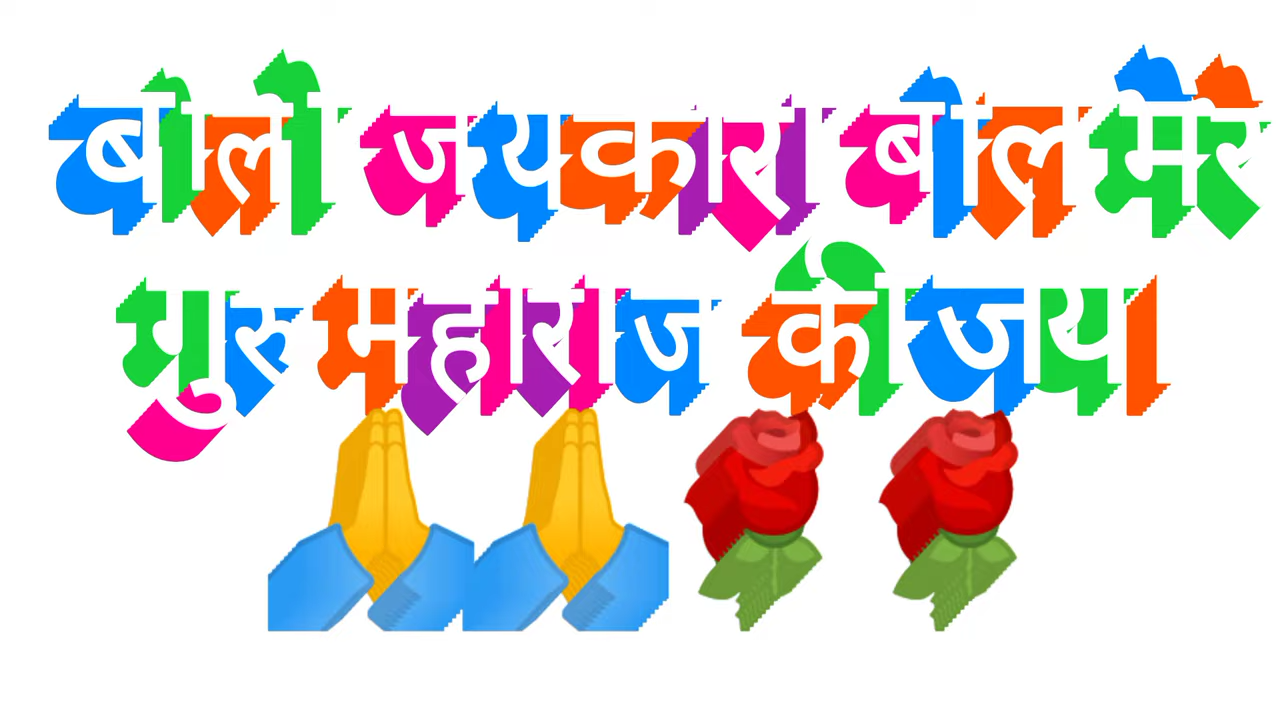 बोलो जयकारा बोल मेरे
गुरु महाराज की जय।
🙏🙏🌹🌹